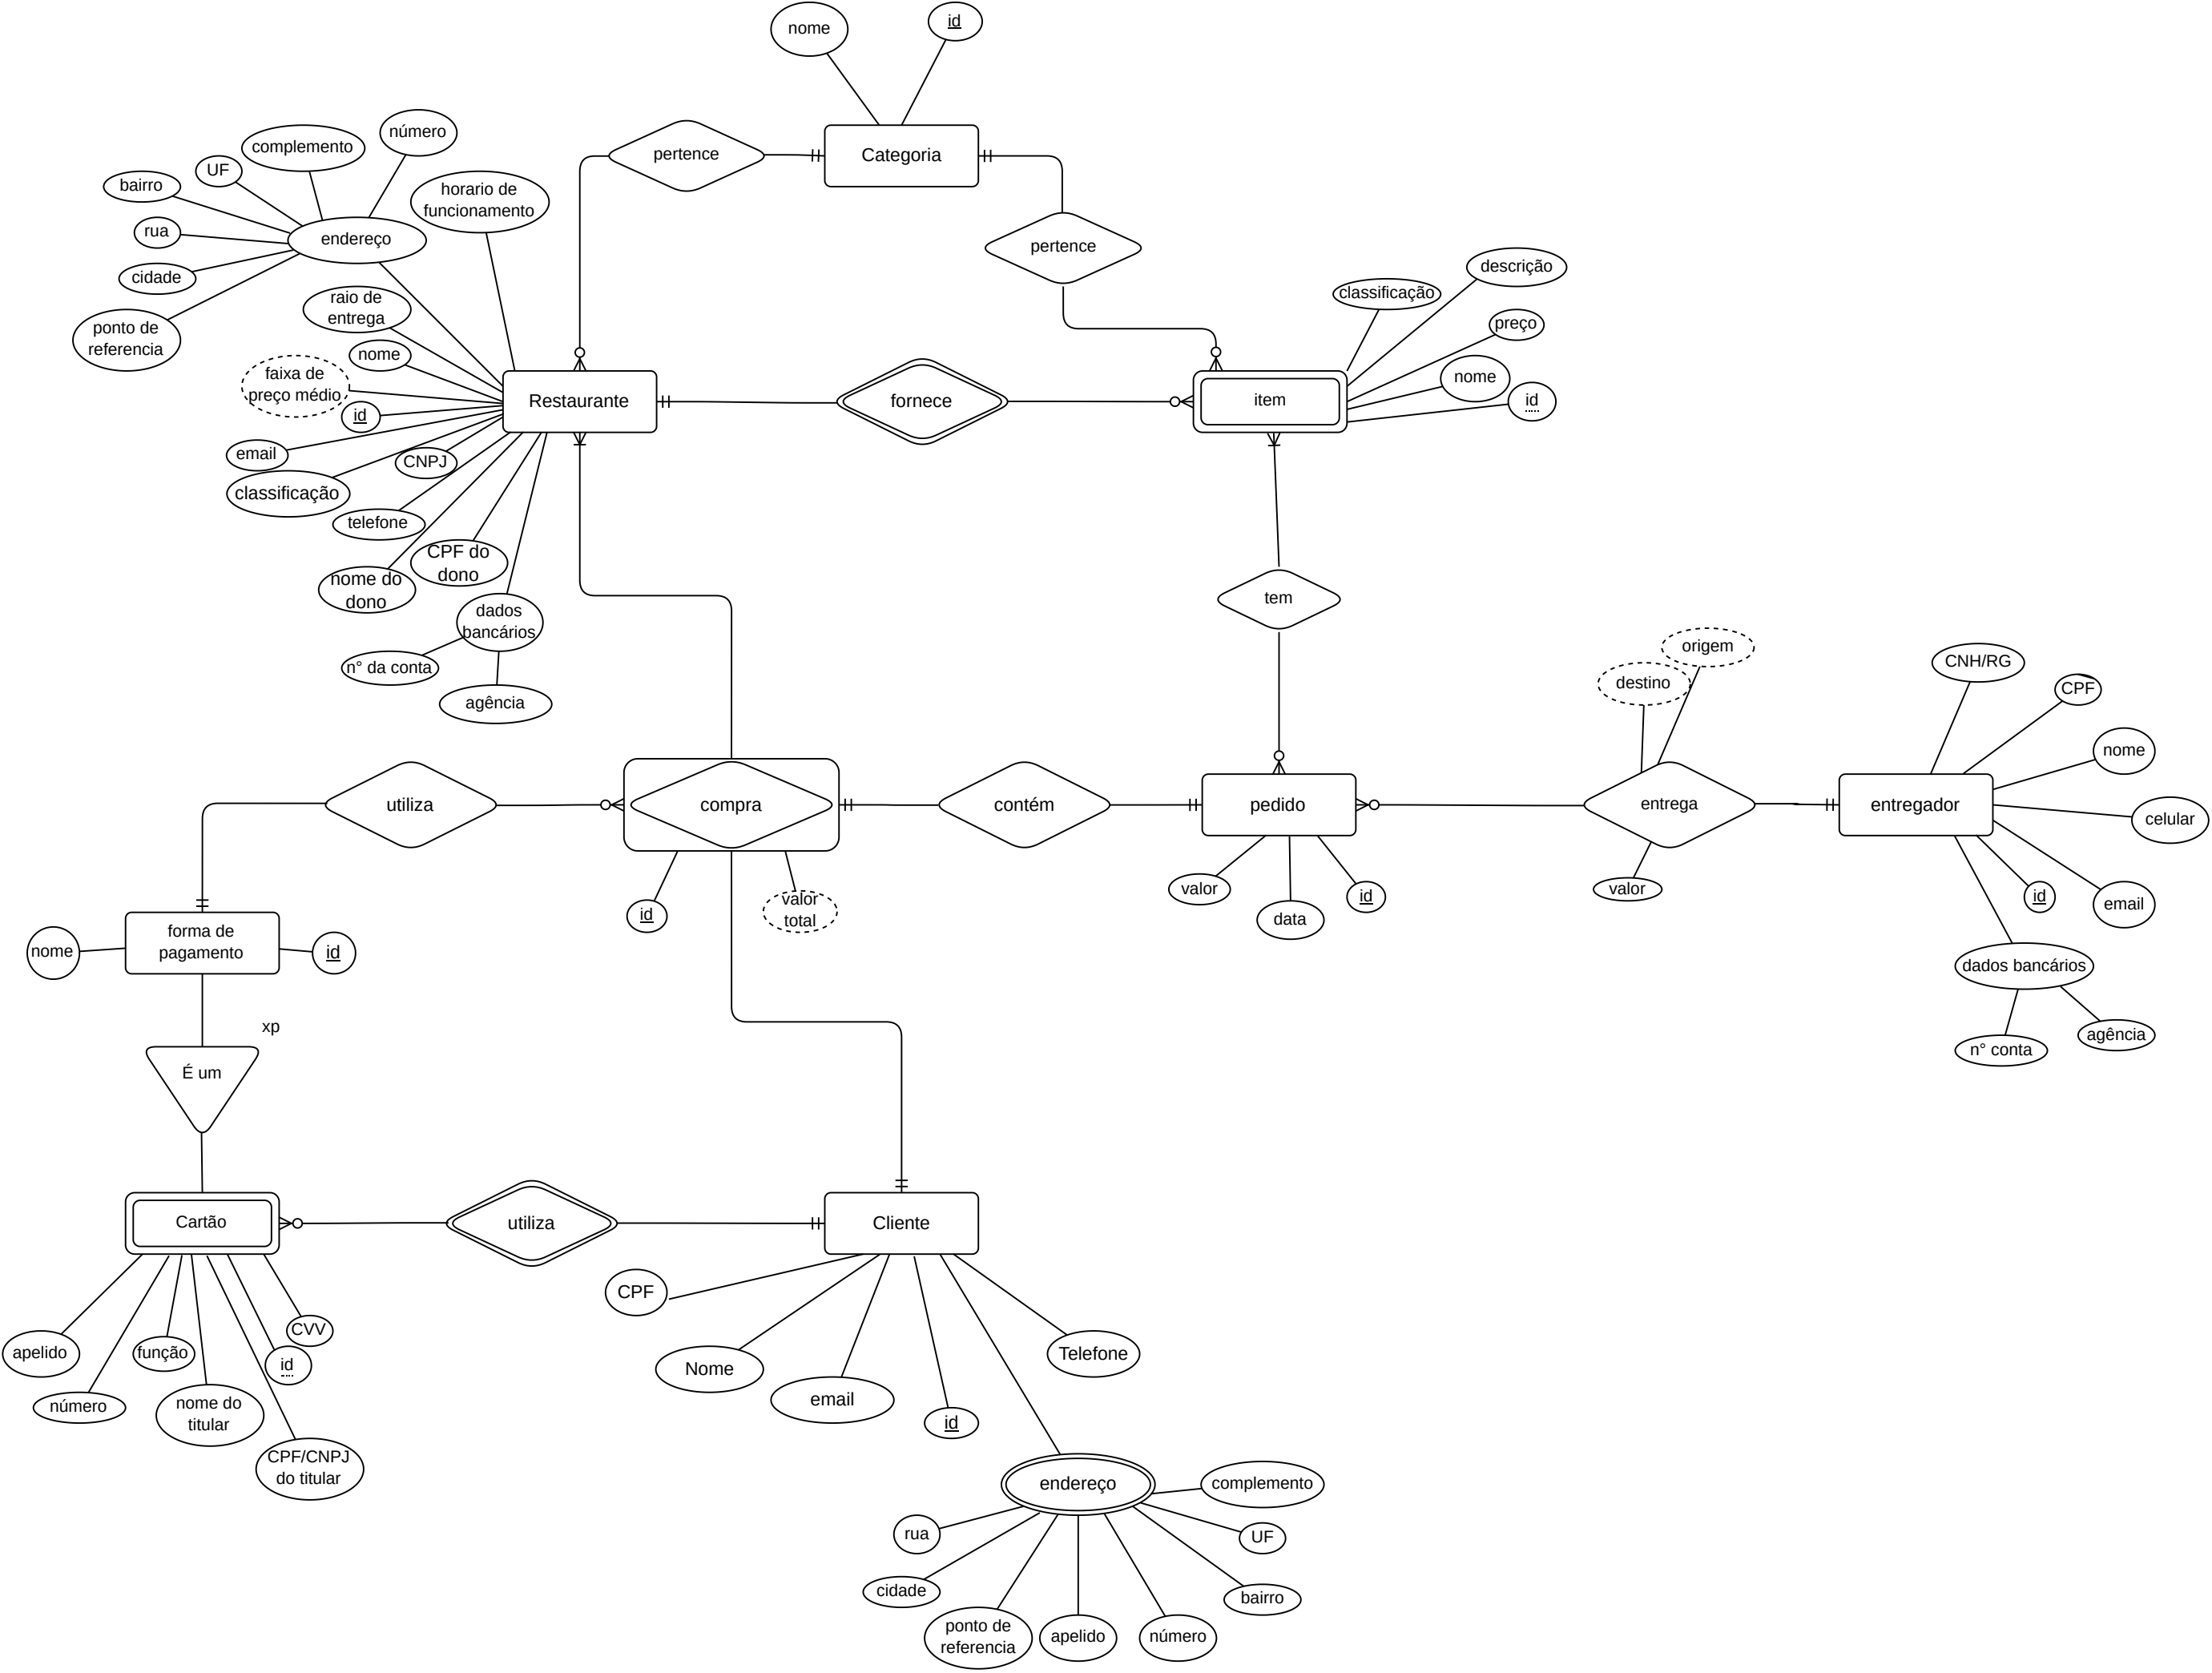 nome
id
número
complemento
UF
bairro
horario de
funcionamento
pertence
Categoria
rua
endereço
cidade
pertence
raio de
entrega
ponto de
referencia
nome
faixa de
preço médio
id
Restaurante
fornece
item
classificação
descrição
preço
nome
id
email
CNPJ
classificação
telefone
CPF do
dono
nome do
dono
dados
bancários
n° da conta
agência
tem
origem
destino
CNH/RG
CPF
nome
utiliza
compra
contém
pedido
entrega
entregador
celular
valor
id
valor
total
valor
data
id
id
email
forma de
pagamento
nome
id
dados bancários
n° conta
agência
xp
É um
Cartão
utiliza
Cliente
CPF
Nome
email
id
Telefone
apelido
número
função
nome do
titular
CVV
id
CPF/CNPJ
do titular
endereço
complemento
rua
UF
cidade
bairro
ponto de
referencia
apelido
número